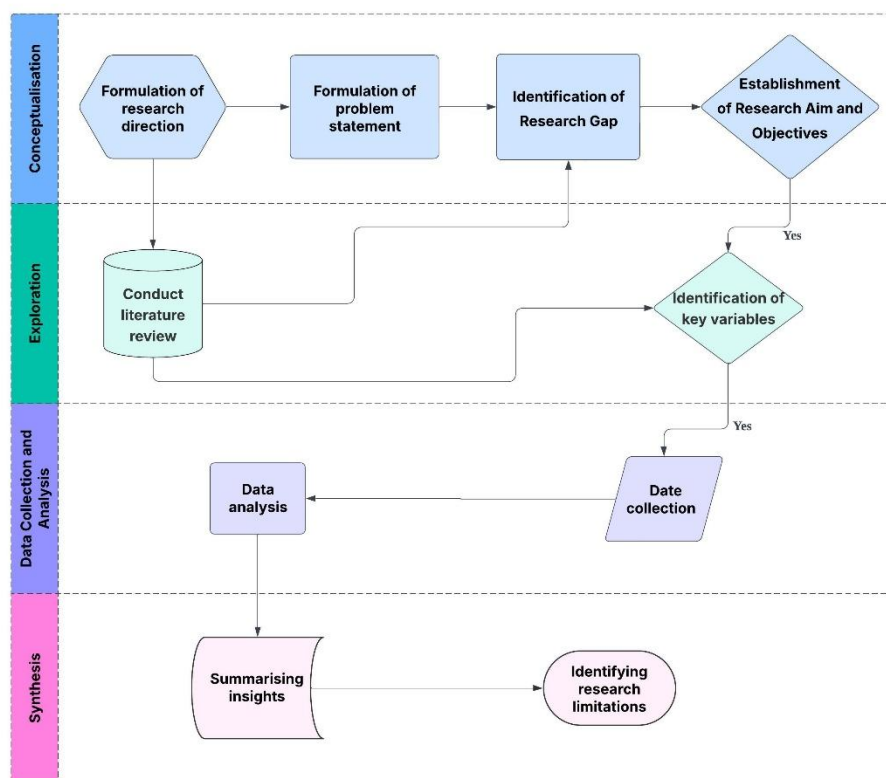 Conceptualisation
Formulation of
research
direction
Formulation of
problem
statement
Identification of
Research Gap
Establishment
of Research Aim and
Objectives
Yes
Exploration
Conduct
literature
review
Identification of
key variables
Yes
Data Collection and
Analysis
Data
analysis
Date
collection
Synthesis
Summarising
insights
Identifying
research
limitations